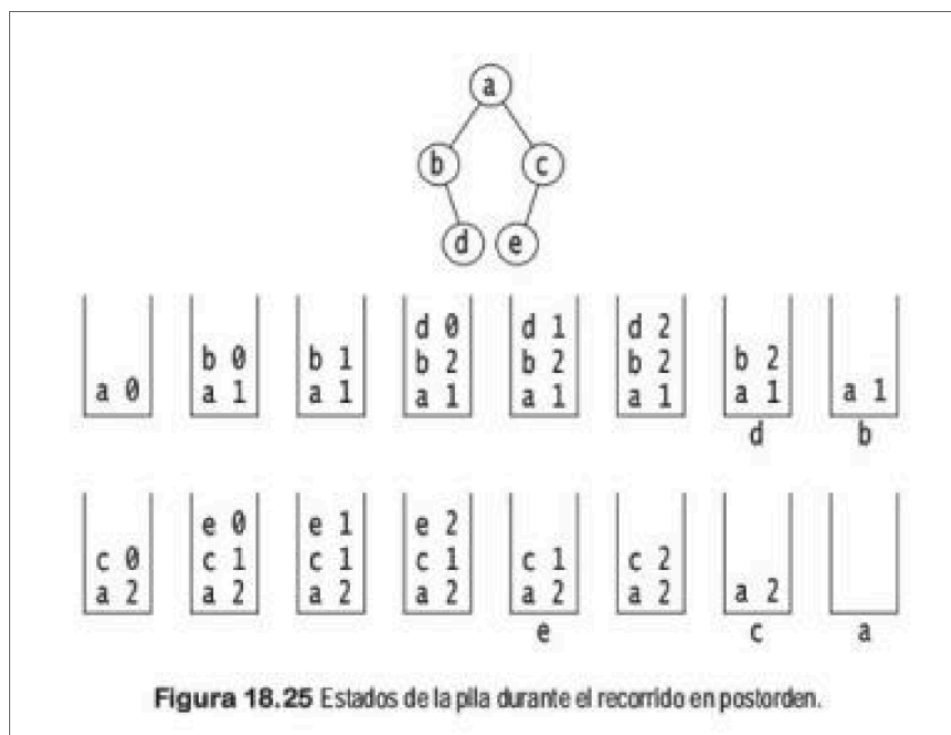 a
b c
d e
d 0 d 1 d 2
b 0 b 1 b 2 b 2 b 2 b 2
a 0 a 1 a 1 a 1 a 1 a 1 a 1 a 1
d b
e 0 e 1 e 2
c 0 c 1 c 1 c 1 c 1 c 2
a 2 a 2 a 2 a 2 a 2 a 2 a 2
e c a
Figura 18.25 Estados de la pila durante el recorrido en postorden.